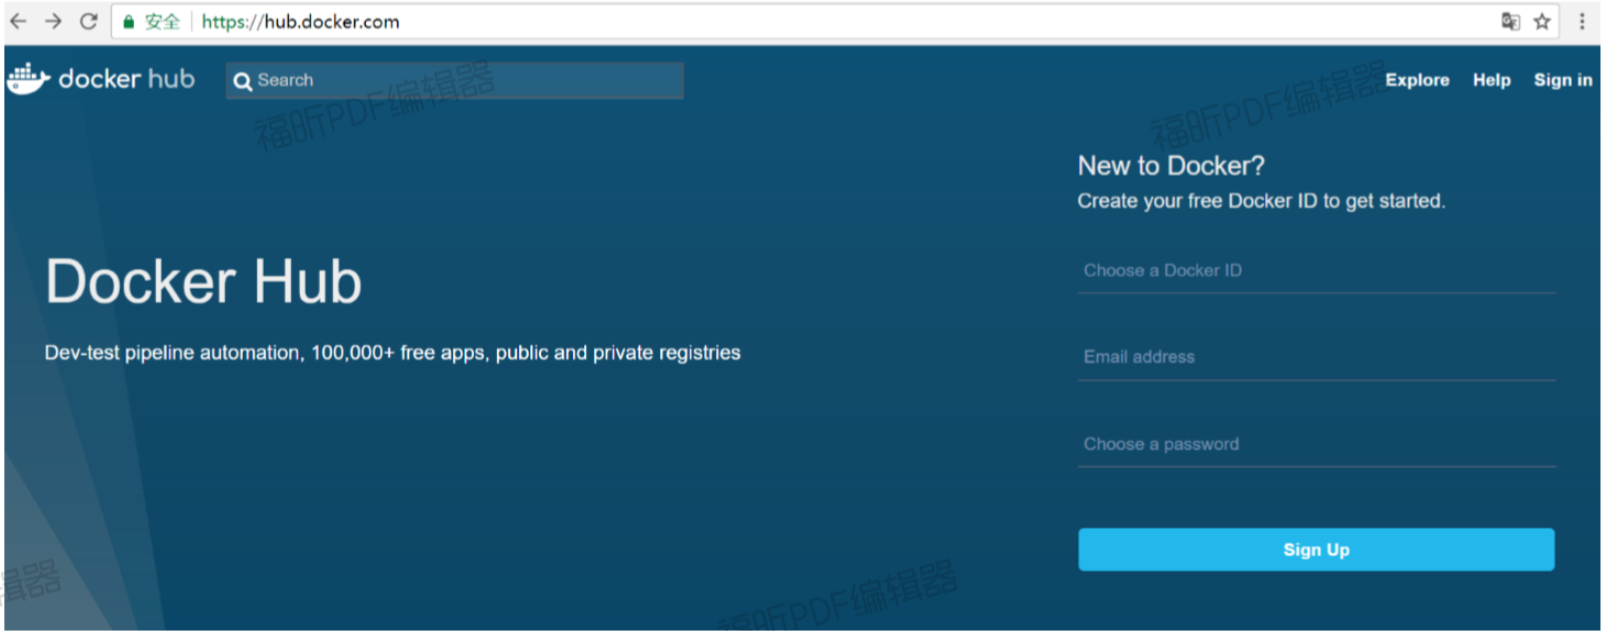 安全 https://hub.docker.com
docker hub
Search
Explore Help Sign in
福昕PDF编辑器
福昕PDF编辑器
New to Docker?
Create your free Docker ID to get started.
Docker Hub
Dev-test pipeline automation, 100,000+ free apps, public and private registries
Choose a Docker ID
Email address
Choose a password
Sign Up
编辑器
福昕PDF编辑器